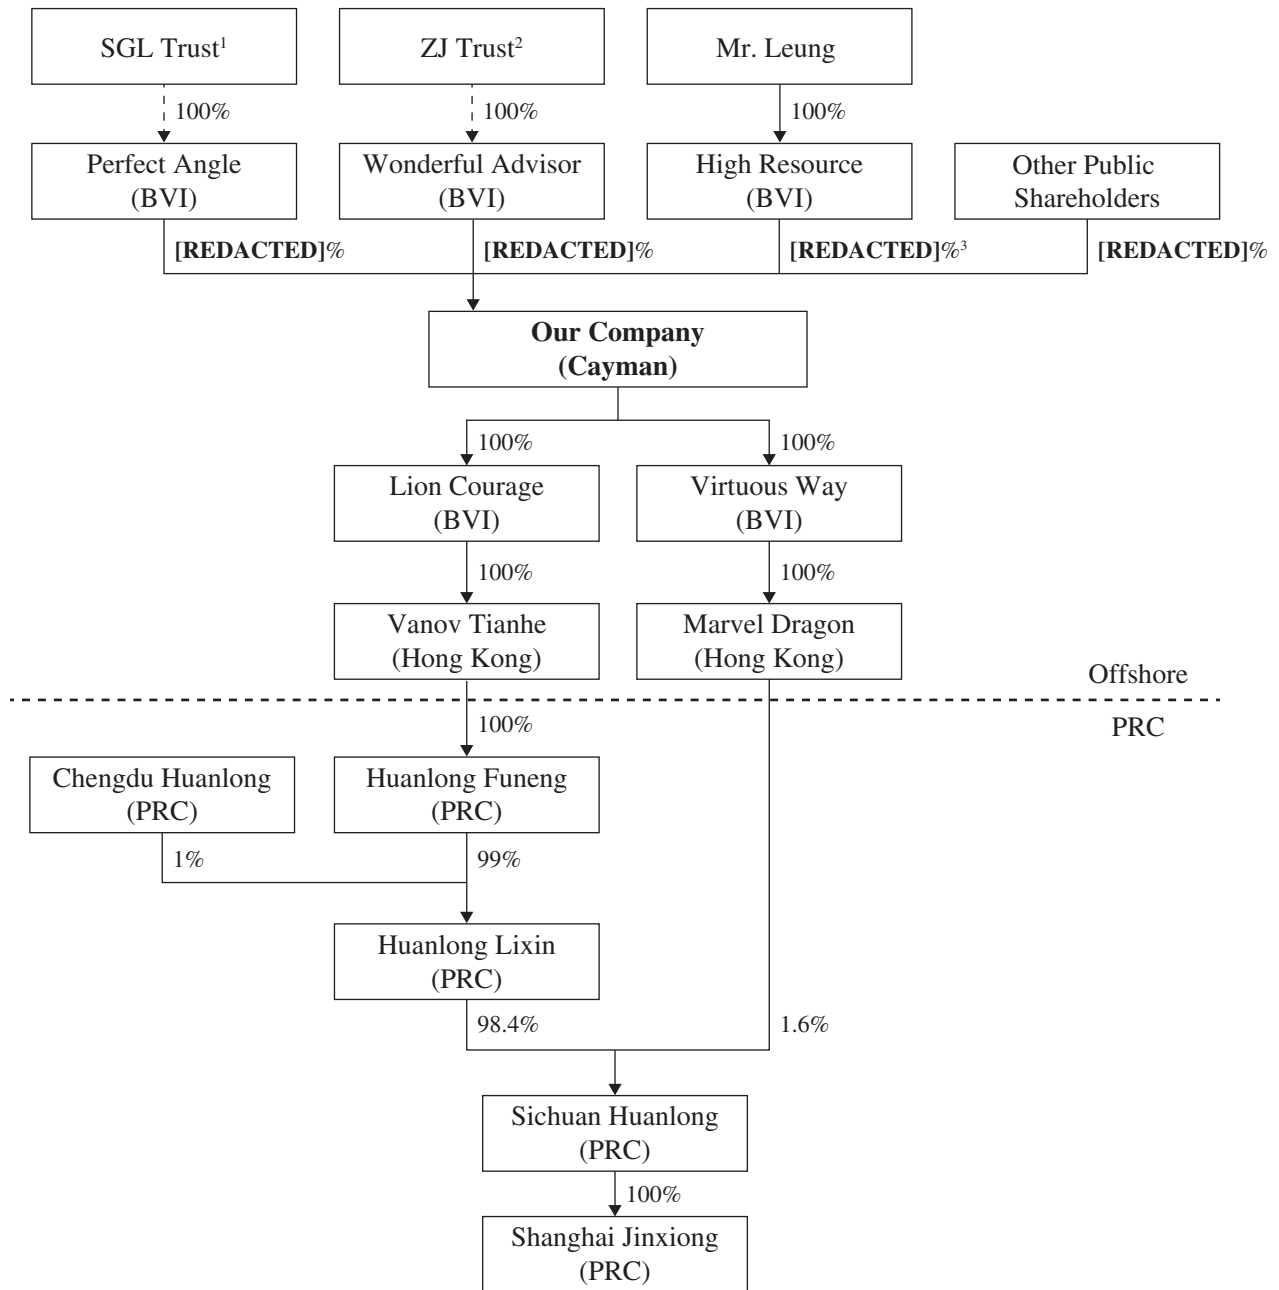 SGL Trust¹
ZJ Trust²
Mr. Leung
100%
100%
100%
Perfect Angle
(BVI)
Wonderful Advisor
(BVI)
High Resource
(BVI)
Other Public
Shareholders
[REDACTED]%
[REDACTED]%
[REDACTED]%³
[REDACTED]%
Our Company
(Cayman)
100%
100%
Lion Courage
(BVI)
Virtuous Way
(BVI)
100%
100%
Vanov Tianhe
(Hong Kong)
Marvel Dragon
(Hong Kong)
Offshore
PRC
100%
Chengdu Huanlong
(PRC)
Huanlong Funeng
(PRC)
1%
99%
Huanlong Lixin
(PRC)
98.4%
1.6%
Sichuan Huanlong
(PRC)
100%
Shanghai Jinxiong
(PRC)